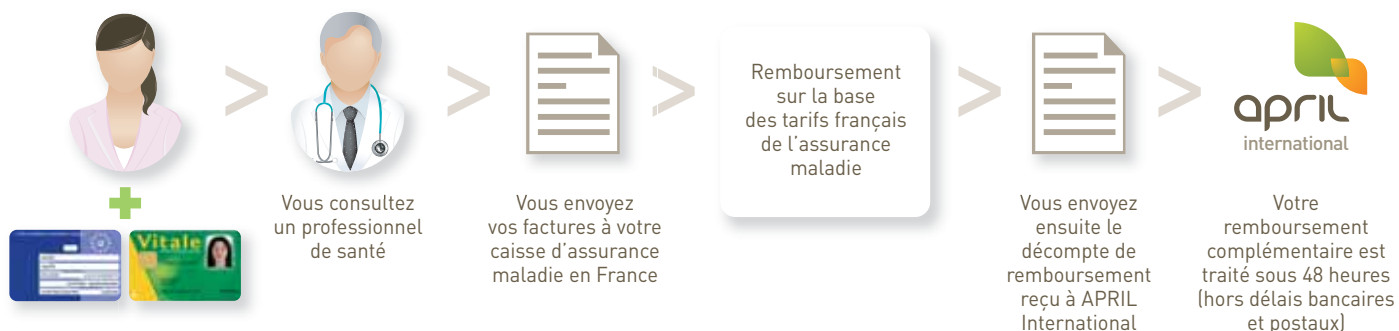 Vitale
Vous consultez
un professionnel
de santé
Vous envoyez
vos factures à votre
caisse d'assurance
maladie en France
Remboursement
sur la base
des tarifs français
de l'assurance
maladie
Vous envoyez
ensuite le
décompte de
remboursement
reçu à APRIL
International
april
international
Votre
remboursement
complémentaire est
traité sous 48 heures
(hors délais bancaires
et postaux)